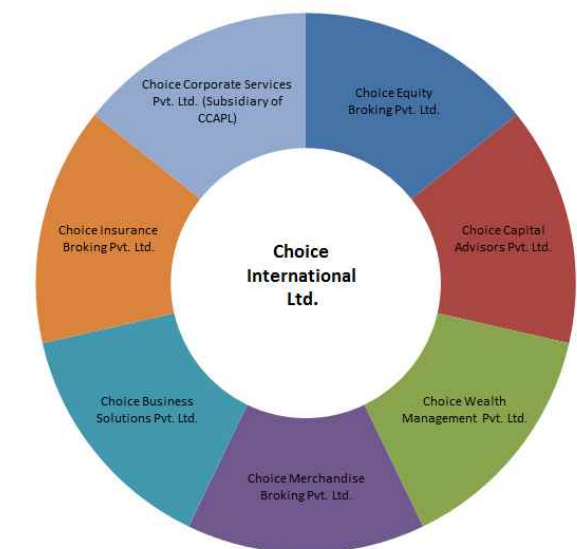 Choice Corporate Services
Pvt. Ltd. (Subsidiary of
CCAPL)
Choice Equity
Broking Pvt. Ltd.
Choice Insurance
Broking Pvt. Ltd.
Choice
International
Ltd.
Choice Capital
Advisors Pvt. Ltd.
Choice Business
Solutions Pvt. Ltd.
Choice Wealth
Management Pvt. Ltd.
Choice Merchandise
Broking Pvt. Ltd.